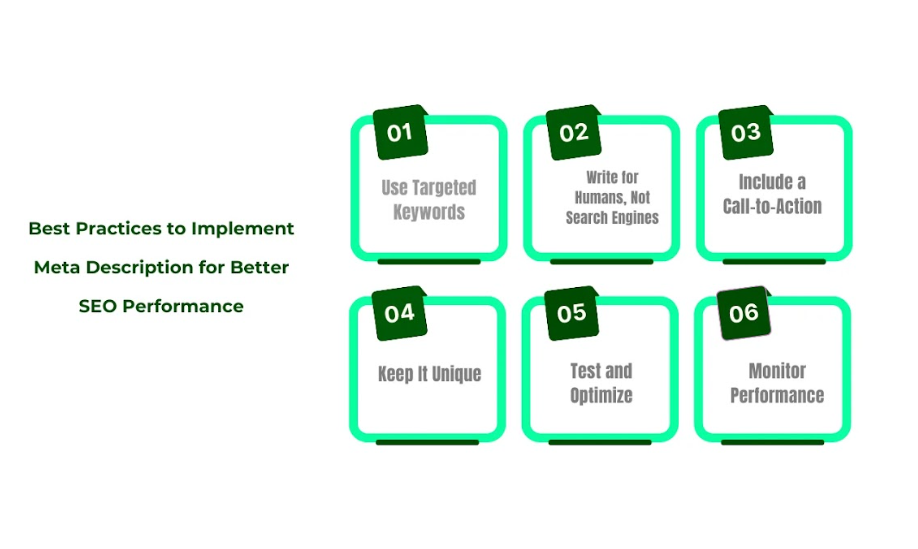 Best Practices to Implement
Meta Description for Better
SEO Performance
01
Use Targeted
Keywords
02
Write for
Humans, Not
Search Engines
03
Include a
Call-to-Action
04
Keep It Unique
05
Test and
Optimize
06
Monitor
Performance